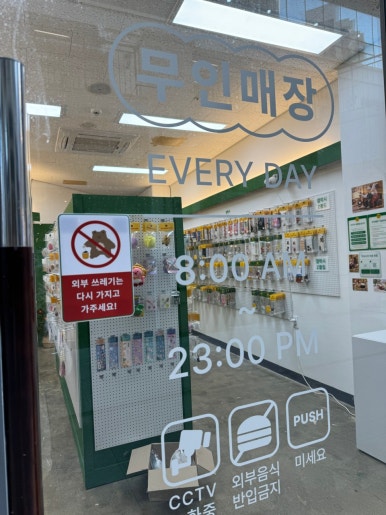 무인매장
EVERY DAY
8:00 AM
~
23:00 PM
외부 쓰레기는
다시 가지고
가주세요!
PUSH
CCTV
외부음식
반입금지
미세요